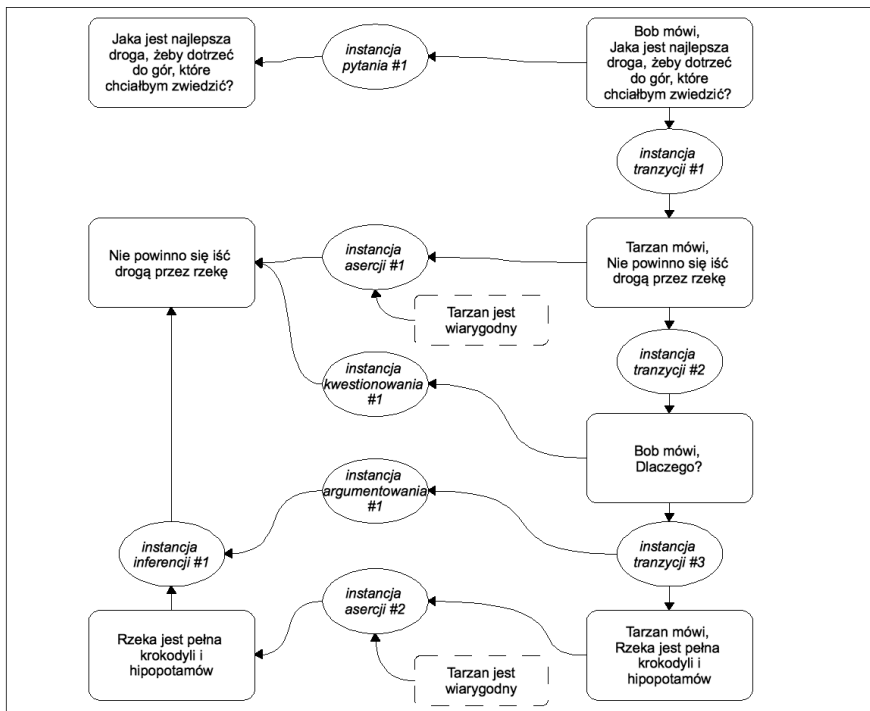 Jaka jest najlepsza
droga, żeby dotrzeć
do gór, które
chciałbym zwiedzić?
instancja
pytania #1
Bob mówi,
Jaka jest najlepsza
droga, żeby dotrzeć
do gór, które
chciałbym zwiedzić?
instancja
tranzycji #1
Nie powinno się iść
drogą przez rzekę
instancja
asercji #1
Tarzan mówi,
Nie powinno się iść
drogą przez rzekę
Tarzan jest
wiarygodny
instancja
tranzycji #2
instancja
kwestionowania
#1
Bob mówi,
Dlaczego?
instancja
argumentowania
#1
instancja
inferencji #1
instancja
tranzycji #3
instancja
asercji #2
Rzeka jest pełna
krokodyli i
hipopotamów
Tarzan mówi,
Rzeka jest pełna
krokodyli i
hipopotamów
Tarzan jest
wiarygodny